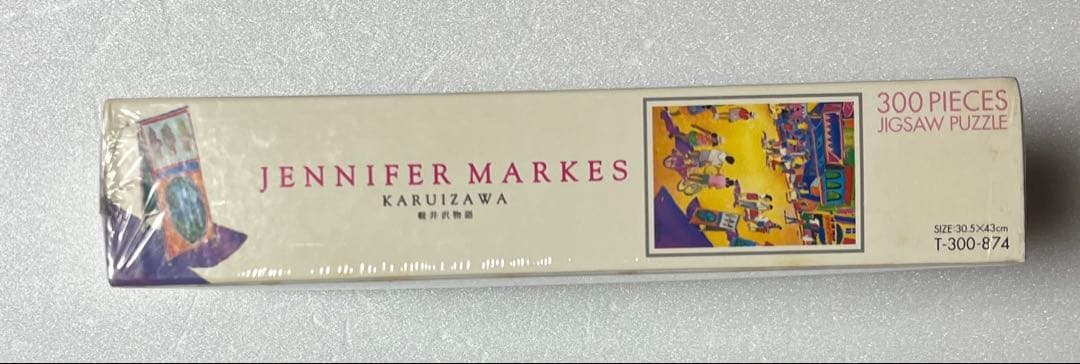 JENNIFER MARKES
KARUIZAWA
軽井沢物語
300 PIECES
JIGSAW PUZZLE
SIZE:30.5×43cm
T-300-874